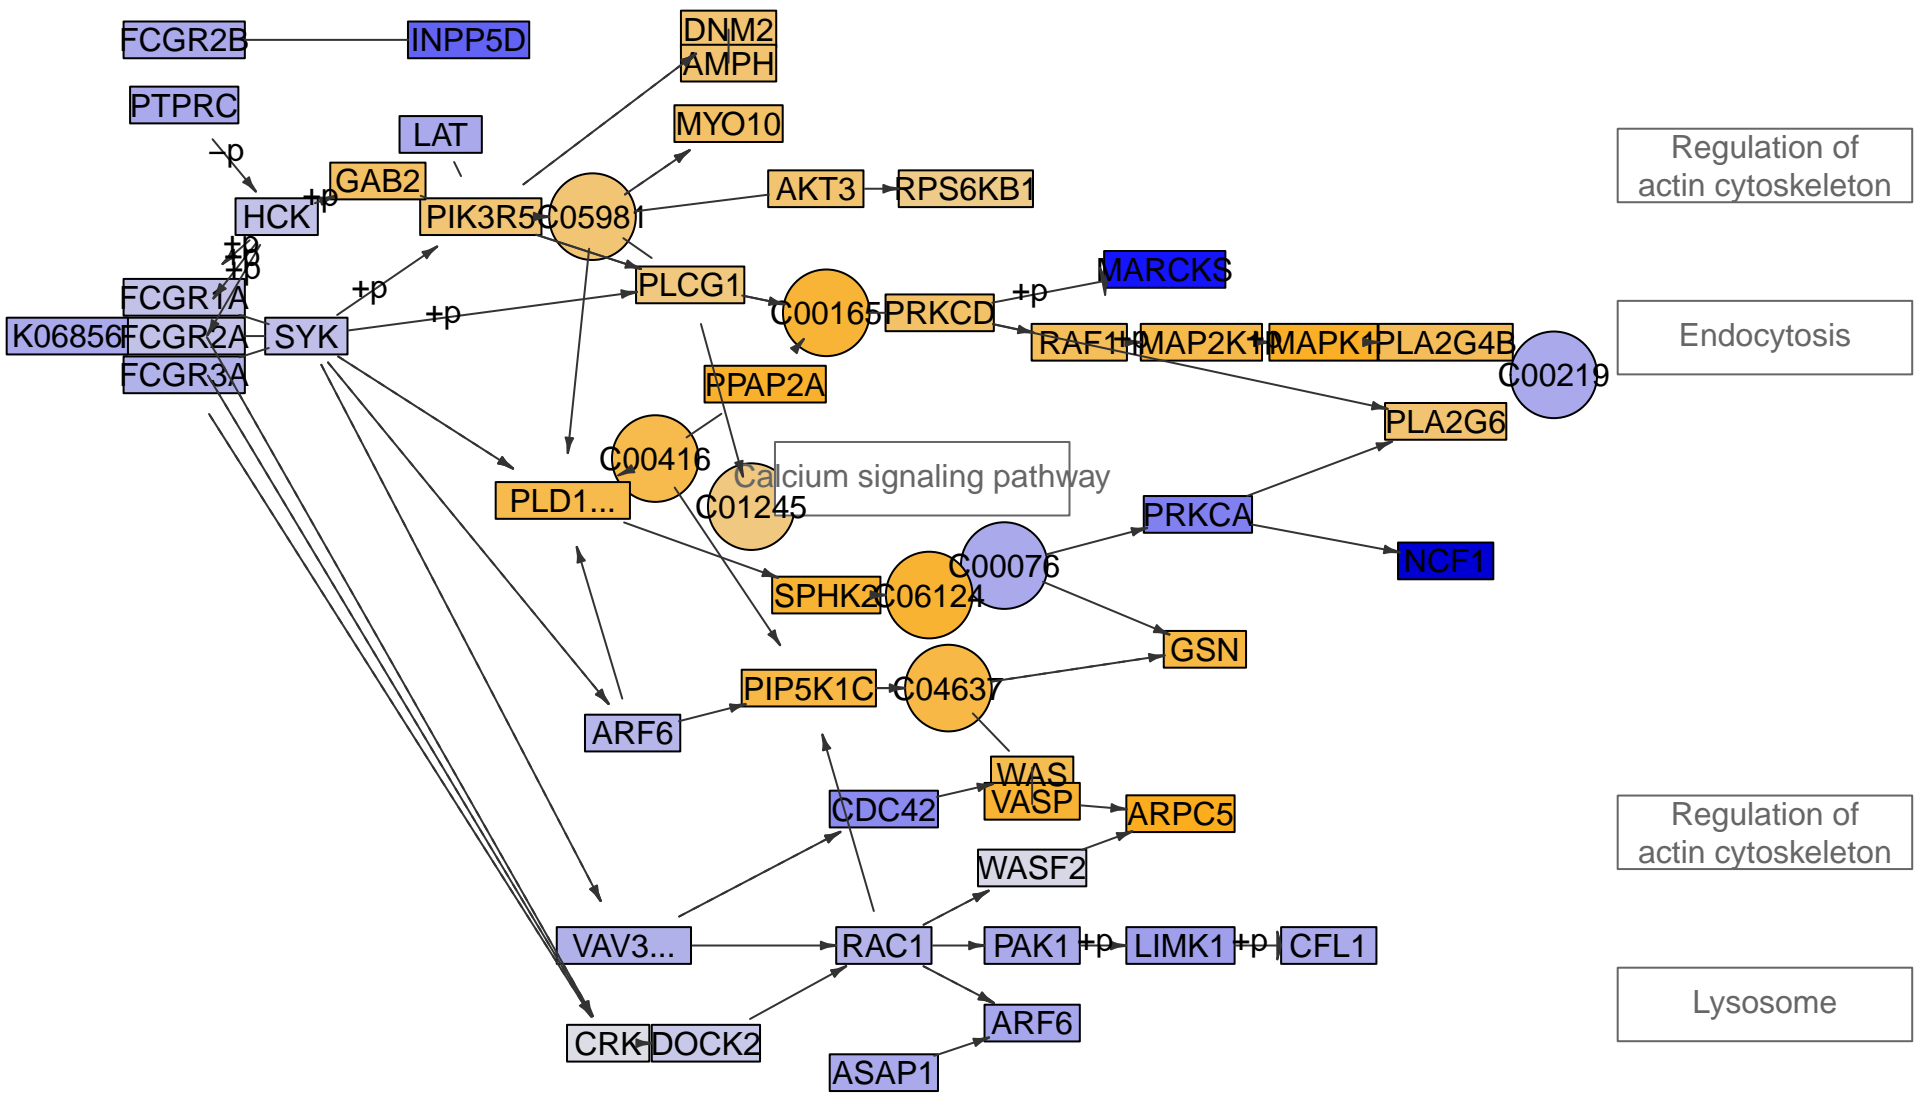 FCGR2B
INPP5D
DNM2
AMPH
PTPRC
LAT
MYO10
Regulation of
actin cytoskeleton
–p
GAB2
+p
HCK
PIK3R5
C05981
AKT3
RPS6KB1
+p
+p
+p
FCGR1A
+p
PLCG1
C00165
PRKCD
+p
MARCKS
K06856
FCGR2A
SYK
+p
RAF1
+p
MAP2K1
+p
MAPK1
PLA2G4B
C00219
Endocytosis
FCGR3A
PPAP2A
PLA2G6
C00416
Calcium signaling pathway
PLD1...
C01245
PRKCA
C00076
NCF1
SPHK2
C06124
GSN
PIP5K1C
C04637
ARF6
WAS
VASP
CDC42
ARPC5
Regulation of
actin cytoskeleton
WASF2
VAV3...
RAC1
PAK1
+p
LIMK1
+p
CFL1
Lysosome
ARF6
CRK
DOCK2
ASAP1